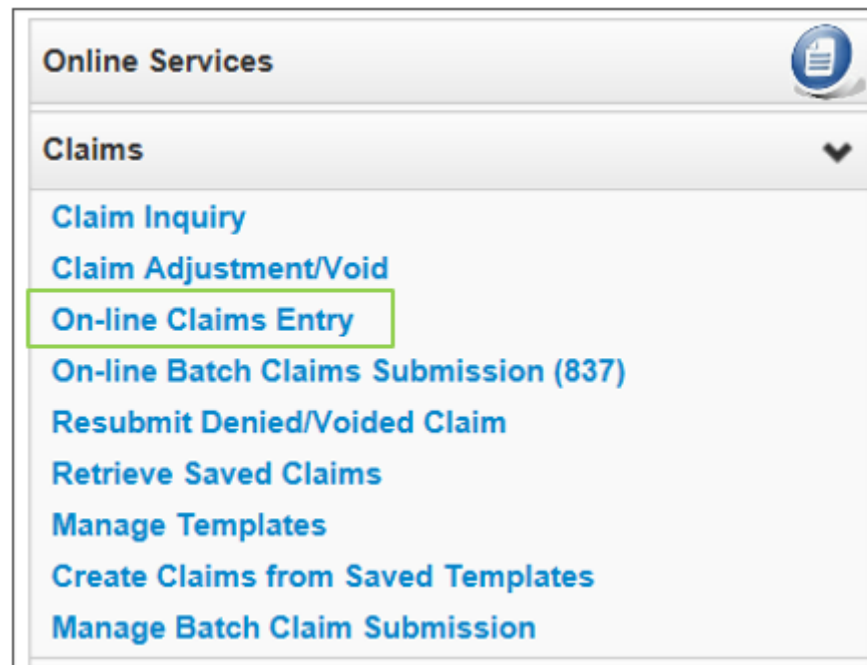 Online Services
Claims
Claim Inquiry
Claim Adjustment/Void
On-line Claims Entry
On-line Batch Claims Submission (837)
Resubmit Denied/Voided Claim
Retrieve Saved Claims
Manage Templates
Create Claims from Saved Templates
Manage Batch Claim Submission